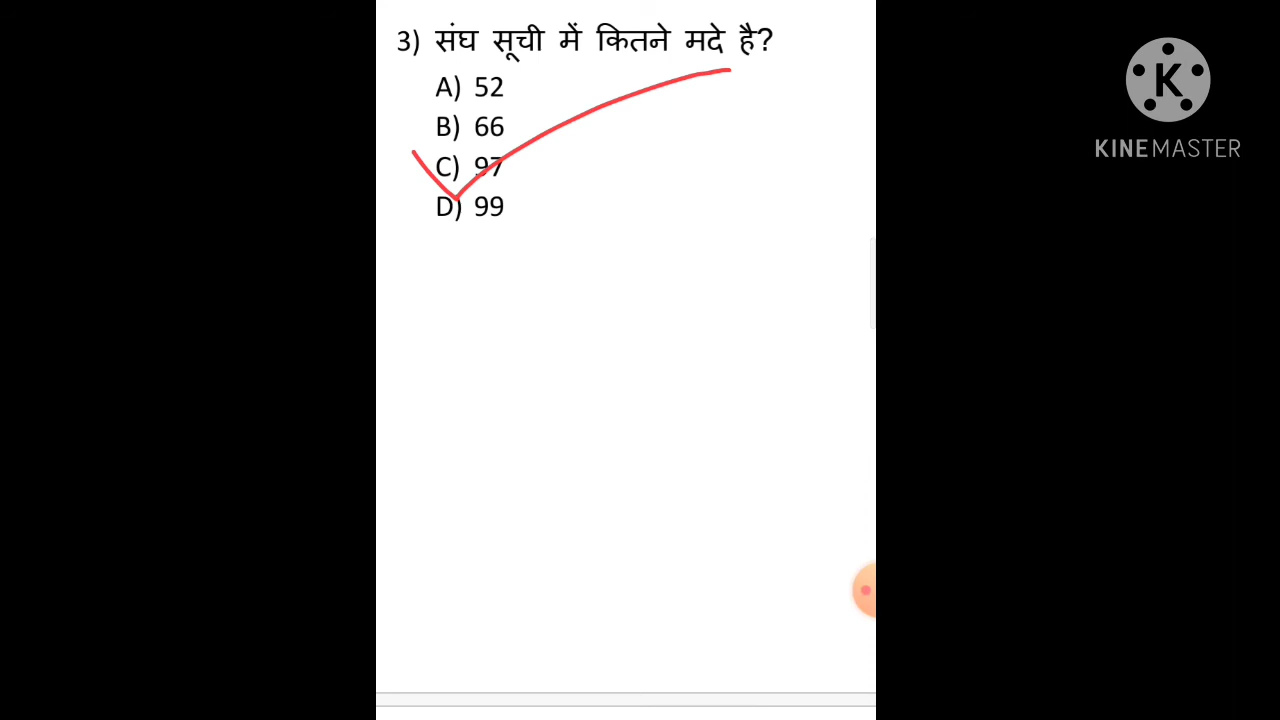 3) संघ सूची में कितने मदे है?
A) 52
B) 66
C) 97
D) 99
K
KINEMASTER